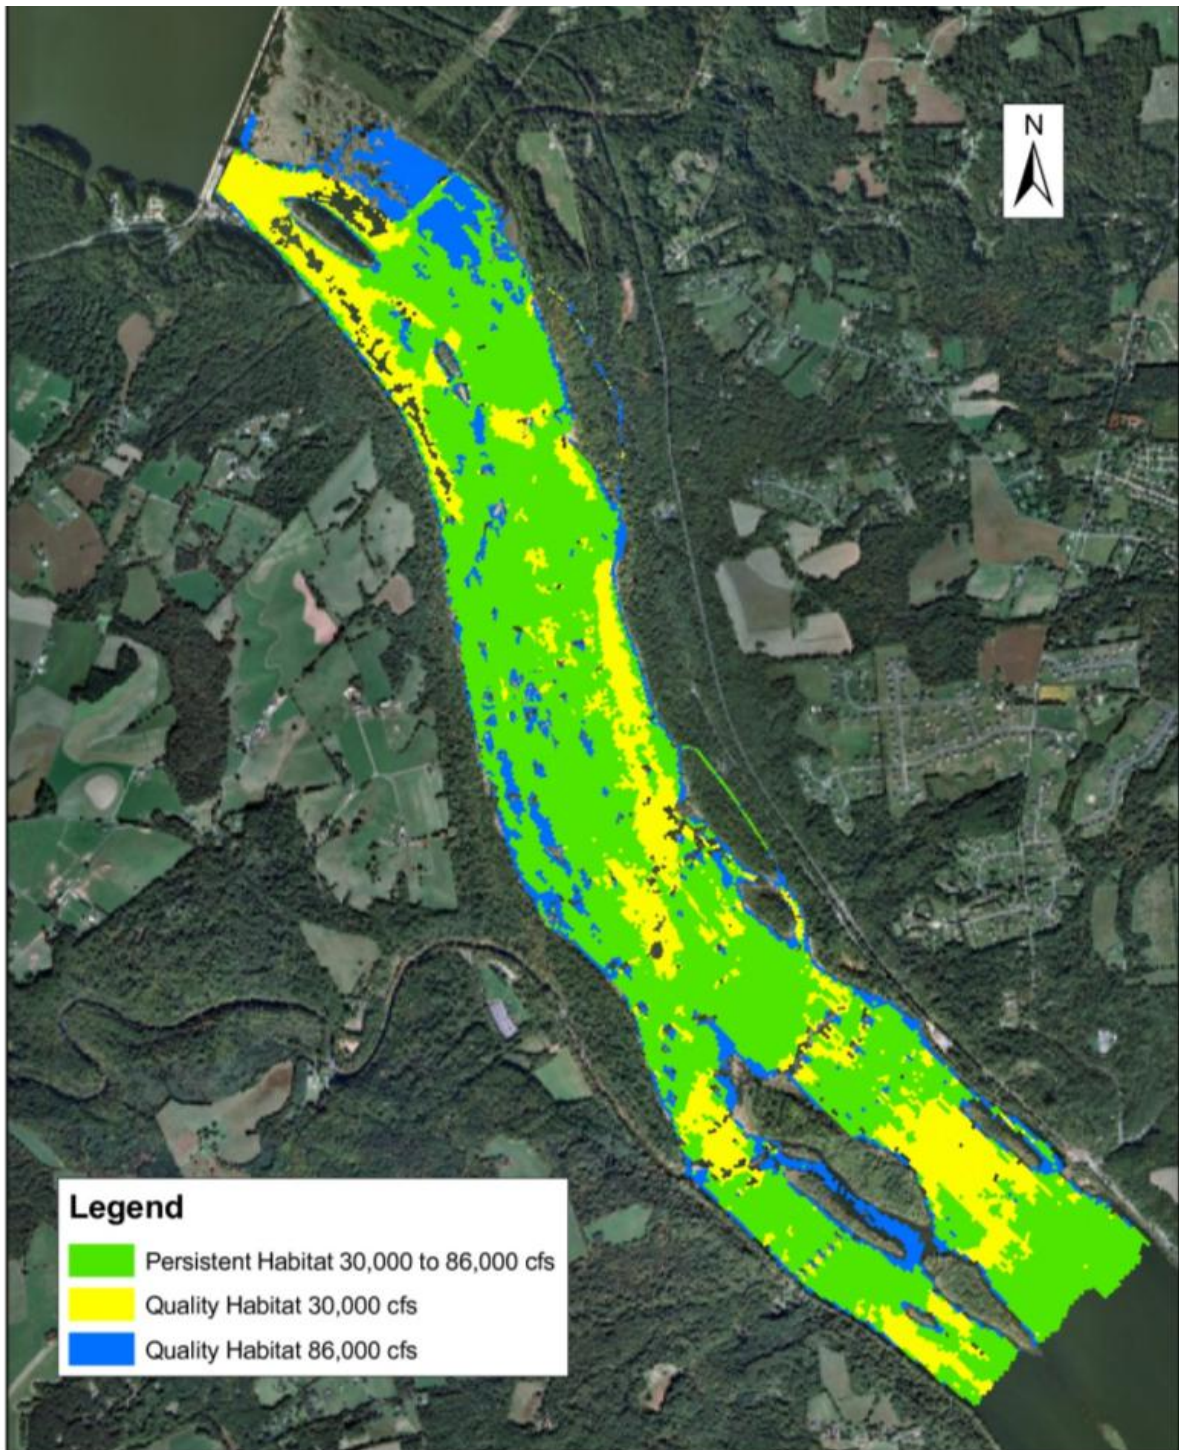 N
Legend
Persistent Habitat 30,000 to 86,000 cfs
Quality Habitat 30,000 cfs
Quality Habitat 86,000 cfs